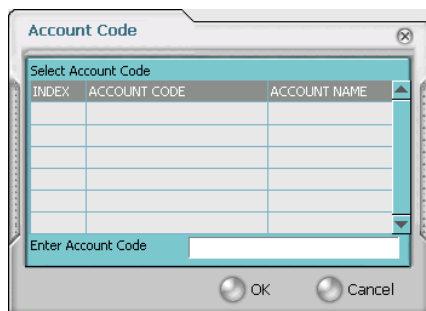 Account Code
Select Account Code
INDEX ACCOUNT CODE ACCOUNT NAME
Enter Account Code
OK Cancel